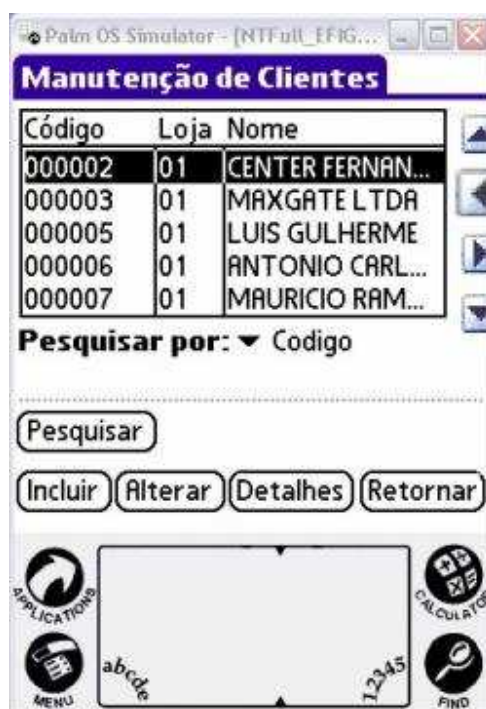 Palm OS Simulator - [NTFull_EFIG...
Manutenção de Clientes
Código Loja Nome
000002 01 CENTER FERNAN...
000003 01 MAXGATE LTDA
000005 01 LUIS GULHERME
000006 01 ANTONIO CARL...
000007 01 MAURICIO RAM...
Pesquisar por: Codigo
Pesquisar
Incluir Alterar Detalhes Retornar
APPLICATIONS
CALCULATOR
abcde
12345
MENU
FIND